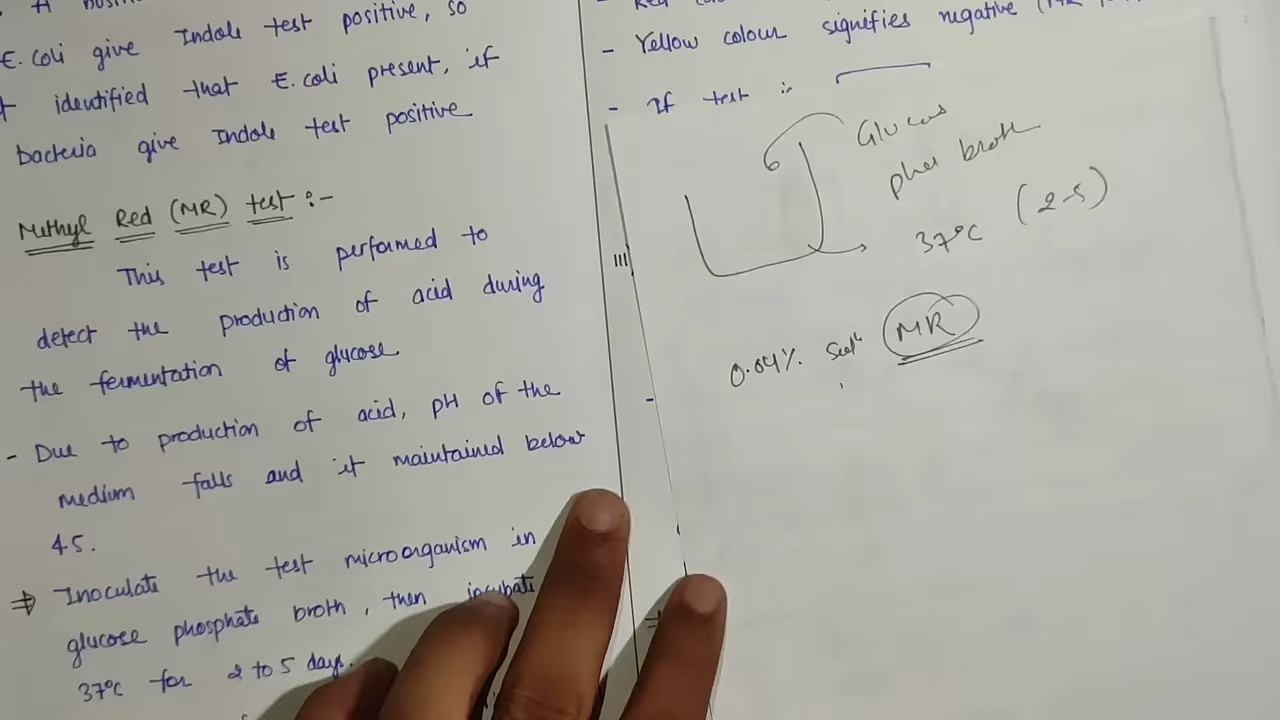 E.coli give Indole test positive, so
identified that E.coli present, if
bacteria give Indole test positive
Methyl Red (MR) test :-
This test is performed to
detect the production of acid during
the fermentation of glucose
- Due to production of acid, pH of the
medium falls and it maintained below
4.5.
⇒ Inoculate the test microorganism in
glucose phosphate broth, then incubate
37°C for 2 to 5 days.
- Yellow colour signifies negative
- If test :-
III
Glucos
phos broth
37°C (2-5)
0.04% MR